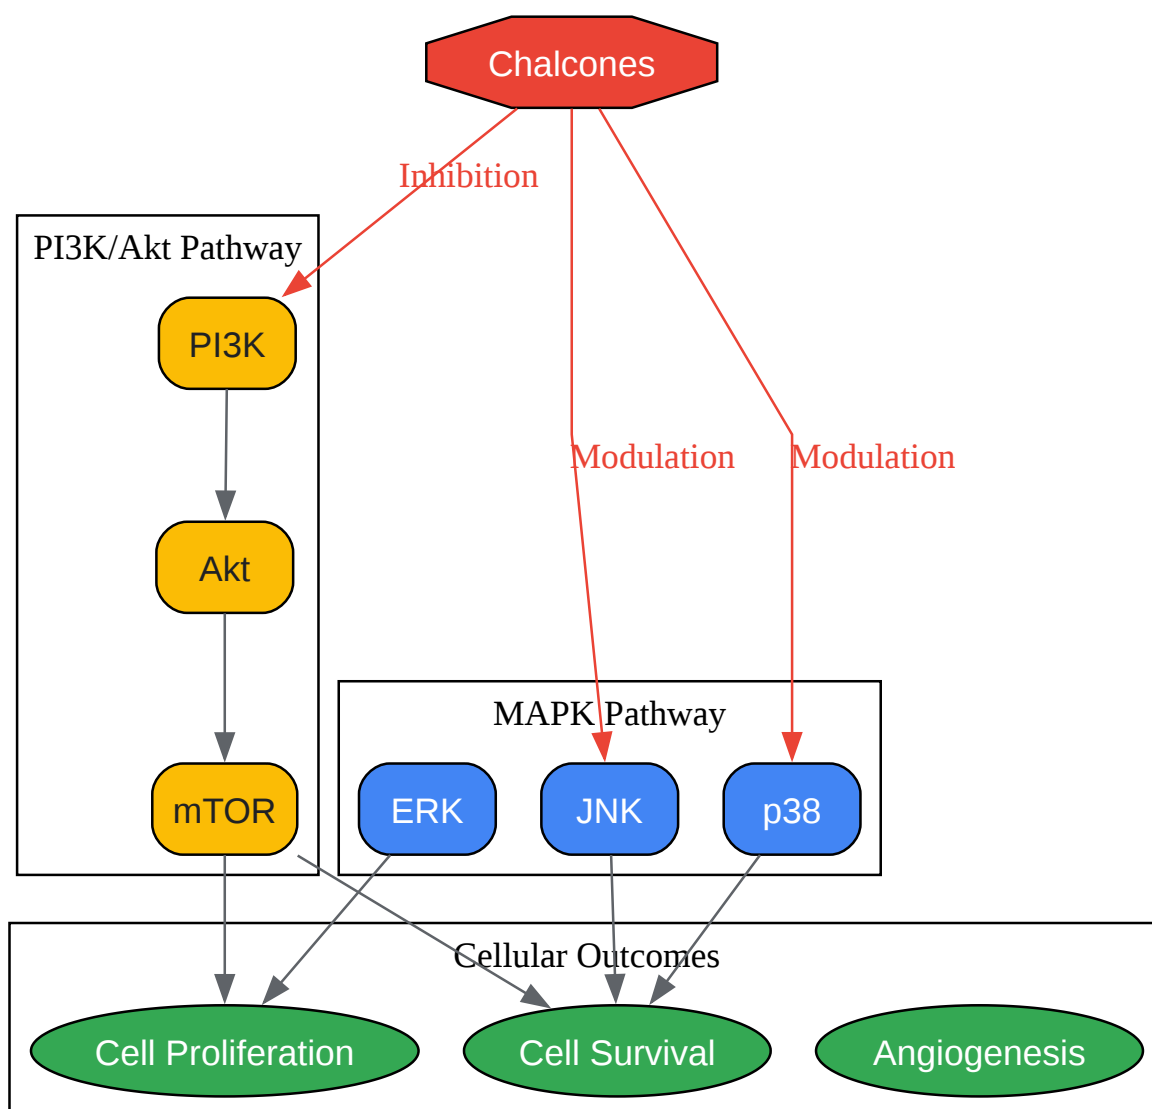 Chalcones
Inhibition
PI3K/Akt Pathway
PI3K
Modulation
Modulation
Akt
MAPK Pathway
mTOR
ERK
JNK
p38
Cellular Outcomes
Cell Proliferation
Cell Survival
Angiogenesis